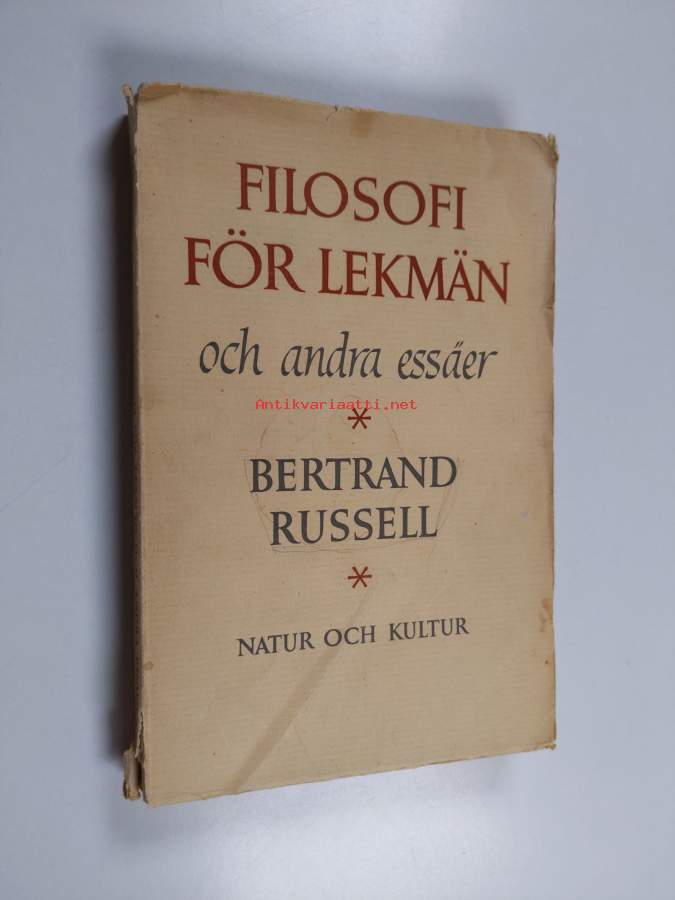 FILOSOFI
FÖR LEKMÄN
och andra essäer
Antikvariaatti.net
*
BERTRAND
RUSSELL
*
NATUR OCH KULTUR